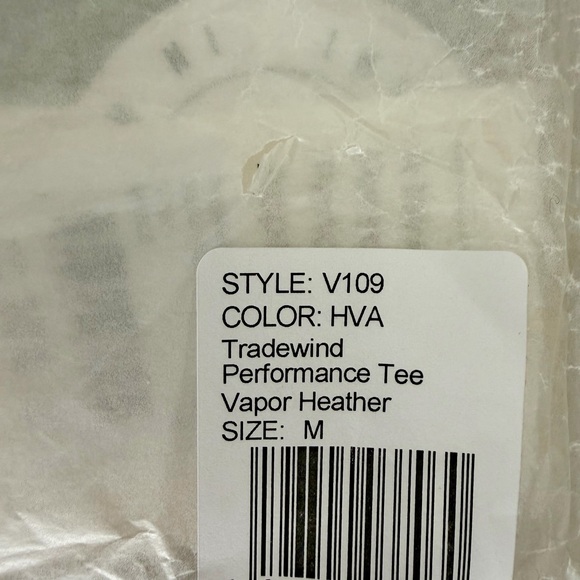 STYLE: V109
COLOR: HVA
Tradewind
Performance Tee
Vapor Heather
SIZE: M